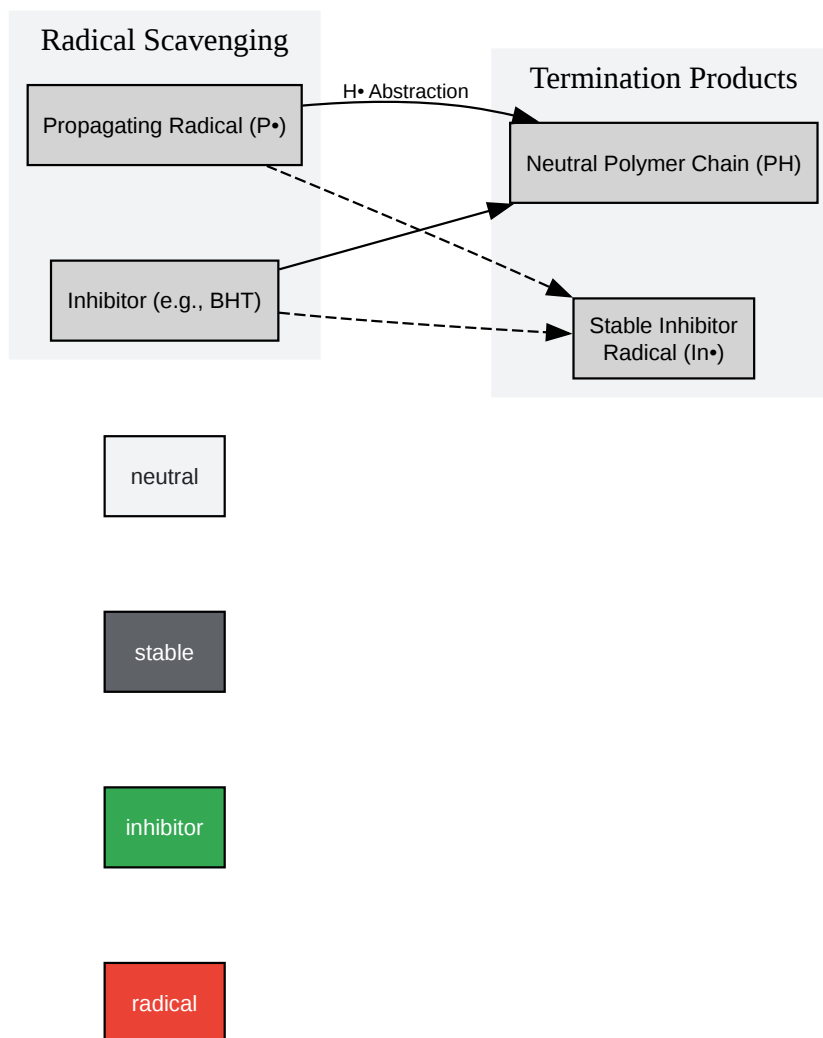 Radical Scavenging
Termination Products
H• Abstraction
Propagating Radical (P•)
Neutral Polymer Chain (PH)
Inhibitor (e.g., BHT)
Stable Inhibitor
Radical (In•)
neutral
stable
inhibitor
radical